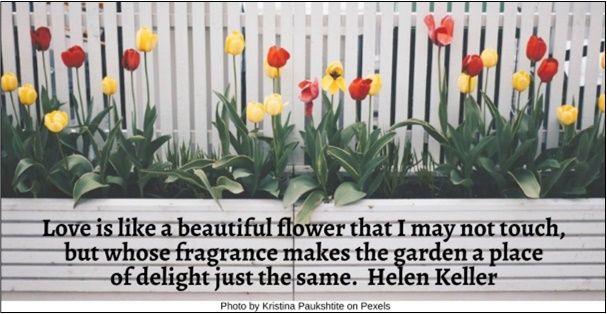 Love is like a beautiful flower that I may not touch,
but whose fragrance makes the garden a place
of delight just the same.  Helen Keller
Photo by Kristina Paukshtite on Pexels